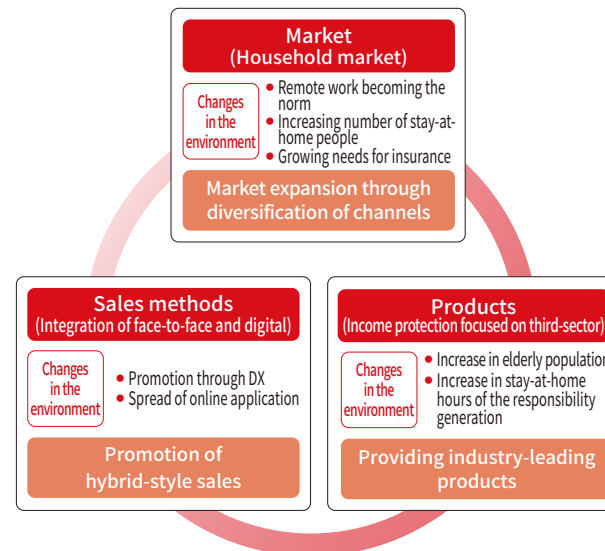 Market
(Household market)
Changes
in the
environment
• Remote work becoming the
norm
• Increasing number of stay-at-
home people
• Growing needs for insurance
Market expansion through
diversification of channels
Sales methods
(Integration of face-to-face and digital)
Changes
in the
environment
• Promotion through DX
• Spread of online application
Promotion of
hybrid-style sales
Products
(Income protection focused on third-sector)
Changes
in the
environment
• Increase in elderly population
• Increase in stay-at-home
hours of the responsibility
generation
Providing industry-leading
products